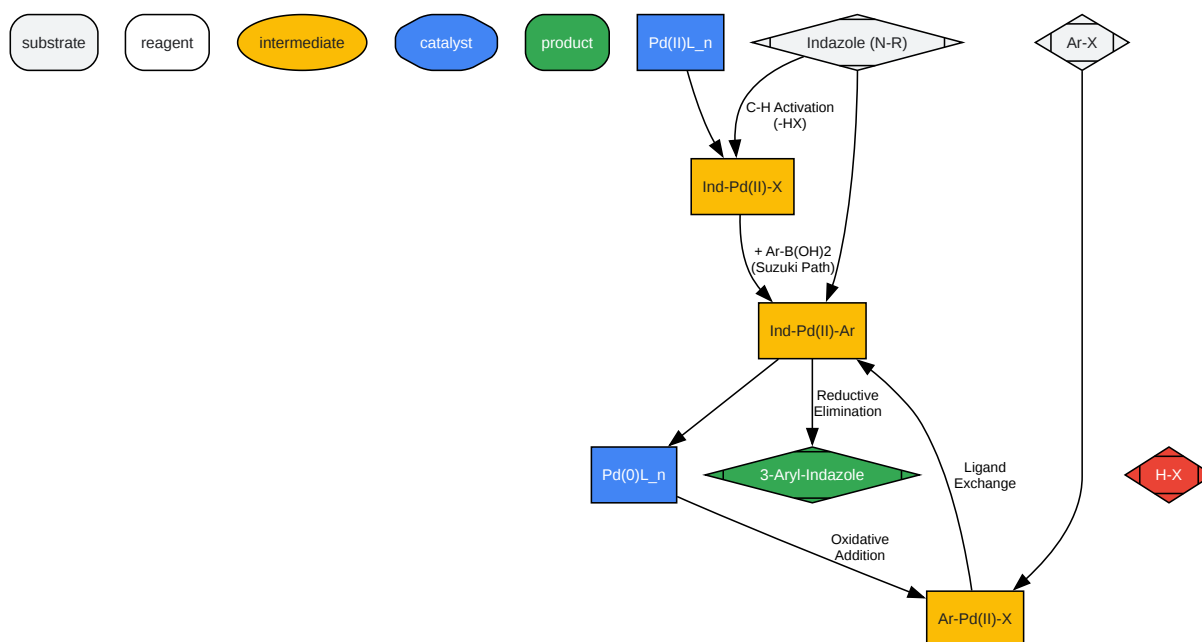 substrate
reagent
intermediate
catalyst
product
Pd(II)L_n
Indazole (N-R)
Ar-X
C-H Activation
(-HX)
Ind-Pd(II)-X
+ Ar-B(OH)2
(Suzuki Path)
Ind-Pd(II)-Ar
Reductive
Elimination
Pd(0)L_n
3-Aryl-Indazole
Ligand
Exchange
H-X
Oxidative
Addition
Ar-Pd(II)-X